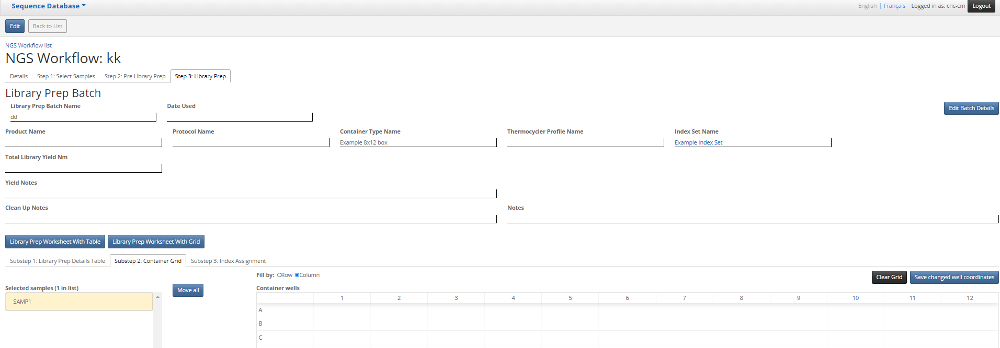 Sequence Database
English | Français Logged in as: cnc-cm Logout
Edit Back to List
NGS Workflow list
NGS Workflow: kk
Details Step 1: Select Samples Step 2: Pre Library Prep Step 3: Library Prep
Library Prep Batch
Library Prep Batch Name Date Used
Edit Batch Details
dd
Product Name Protocol Name Container Type Name Thermocycler Profile Name Index Set Name
Example 8x12 box Example Index Set
Total Library Yield Nm
Yield Notes
Clean Up Notes Notes
Library Prep Worksheet With Table Library Prep Worksheet With Grid
Substep 1: Library Prep Details Table Substep 2: Container Grid Substep 3: Index Assignment
Fill by: Row Column Clear Grid Save changed well coordinates
Selected samples (1 in list) Move all Container wells
SAMP1 1 2 3 4 5 6 7 8 9 10 11 12
A
B
C